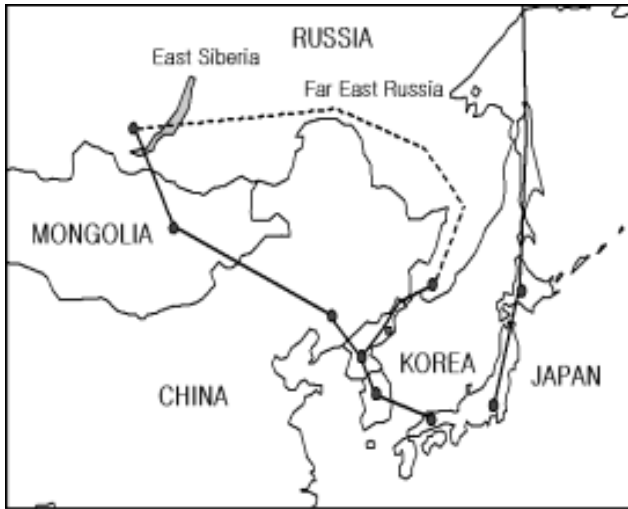 RUSSIA
East Siberia
Far East Russia
MONGOLIA
KOREA
JAPAN
CHINA